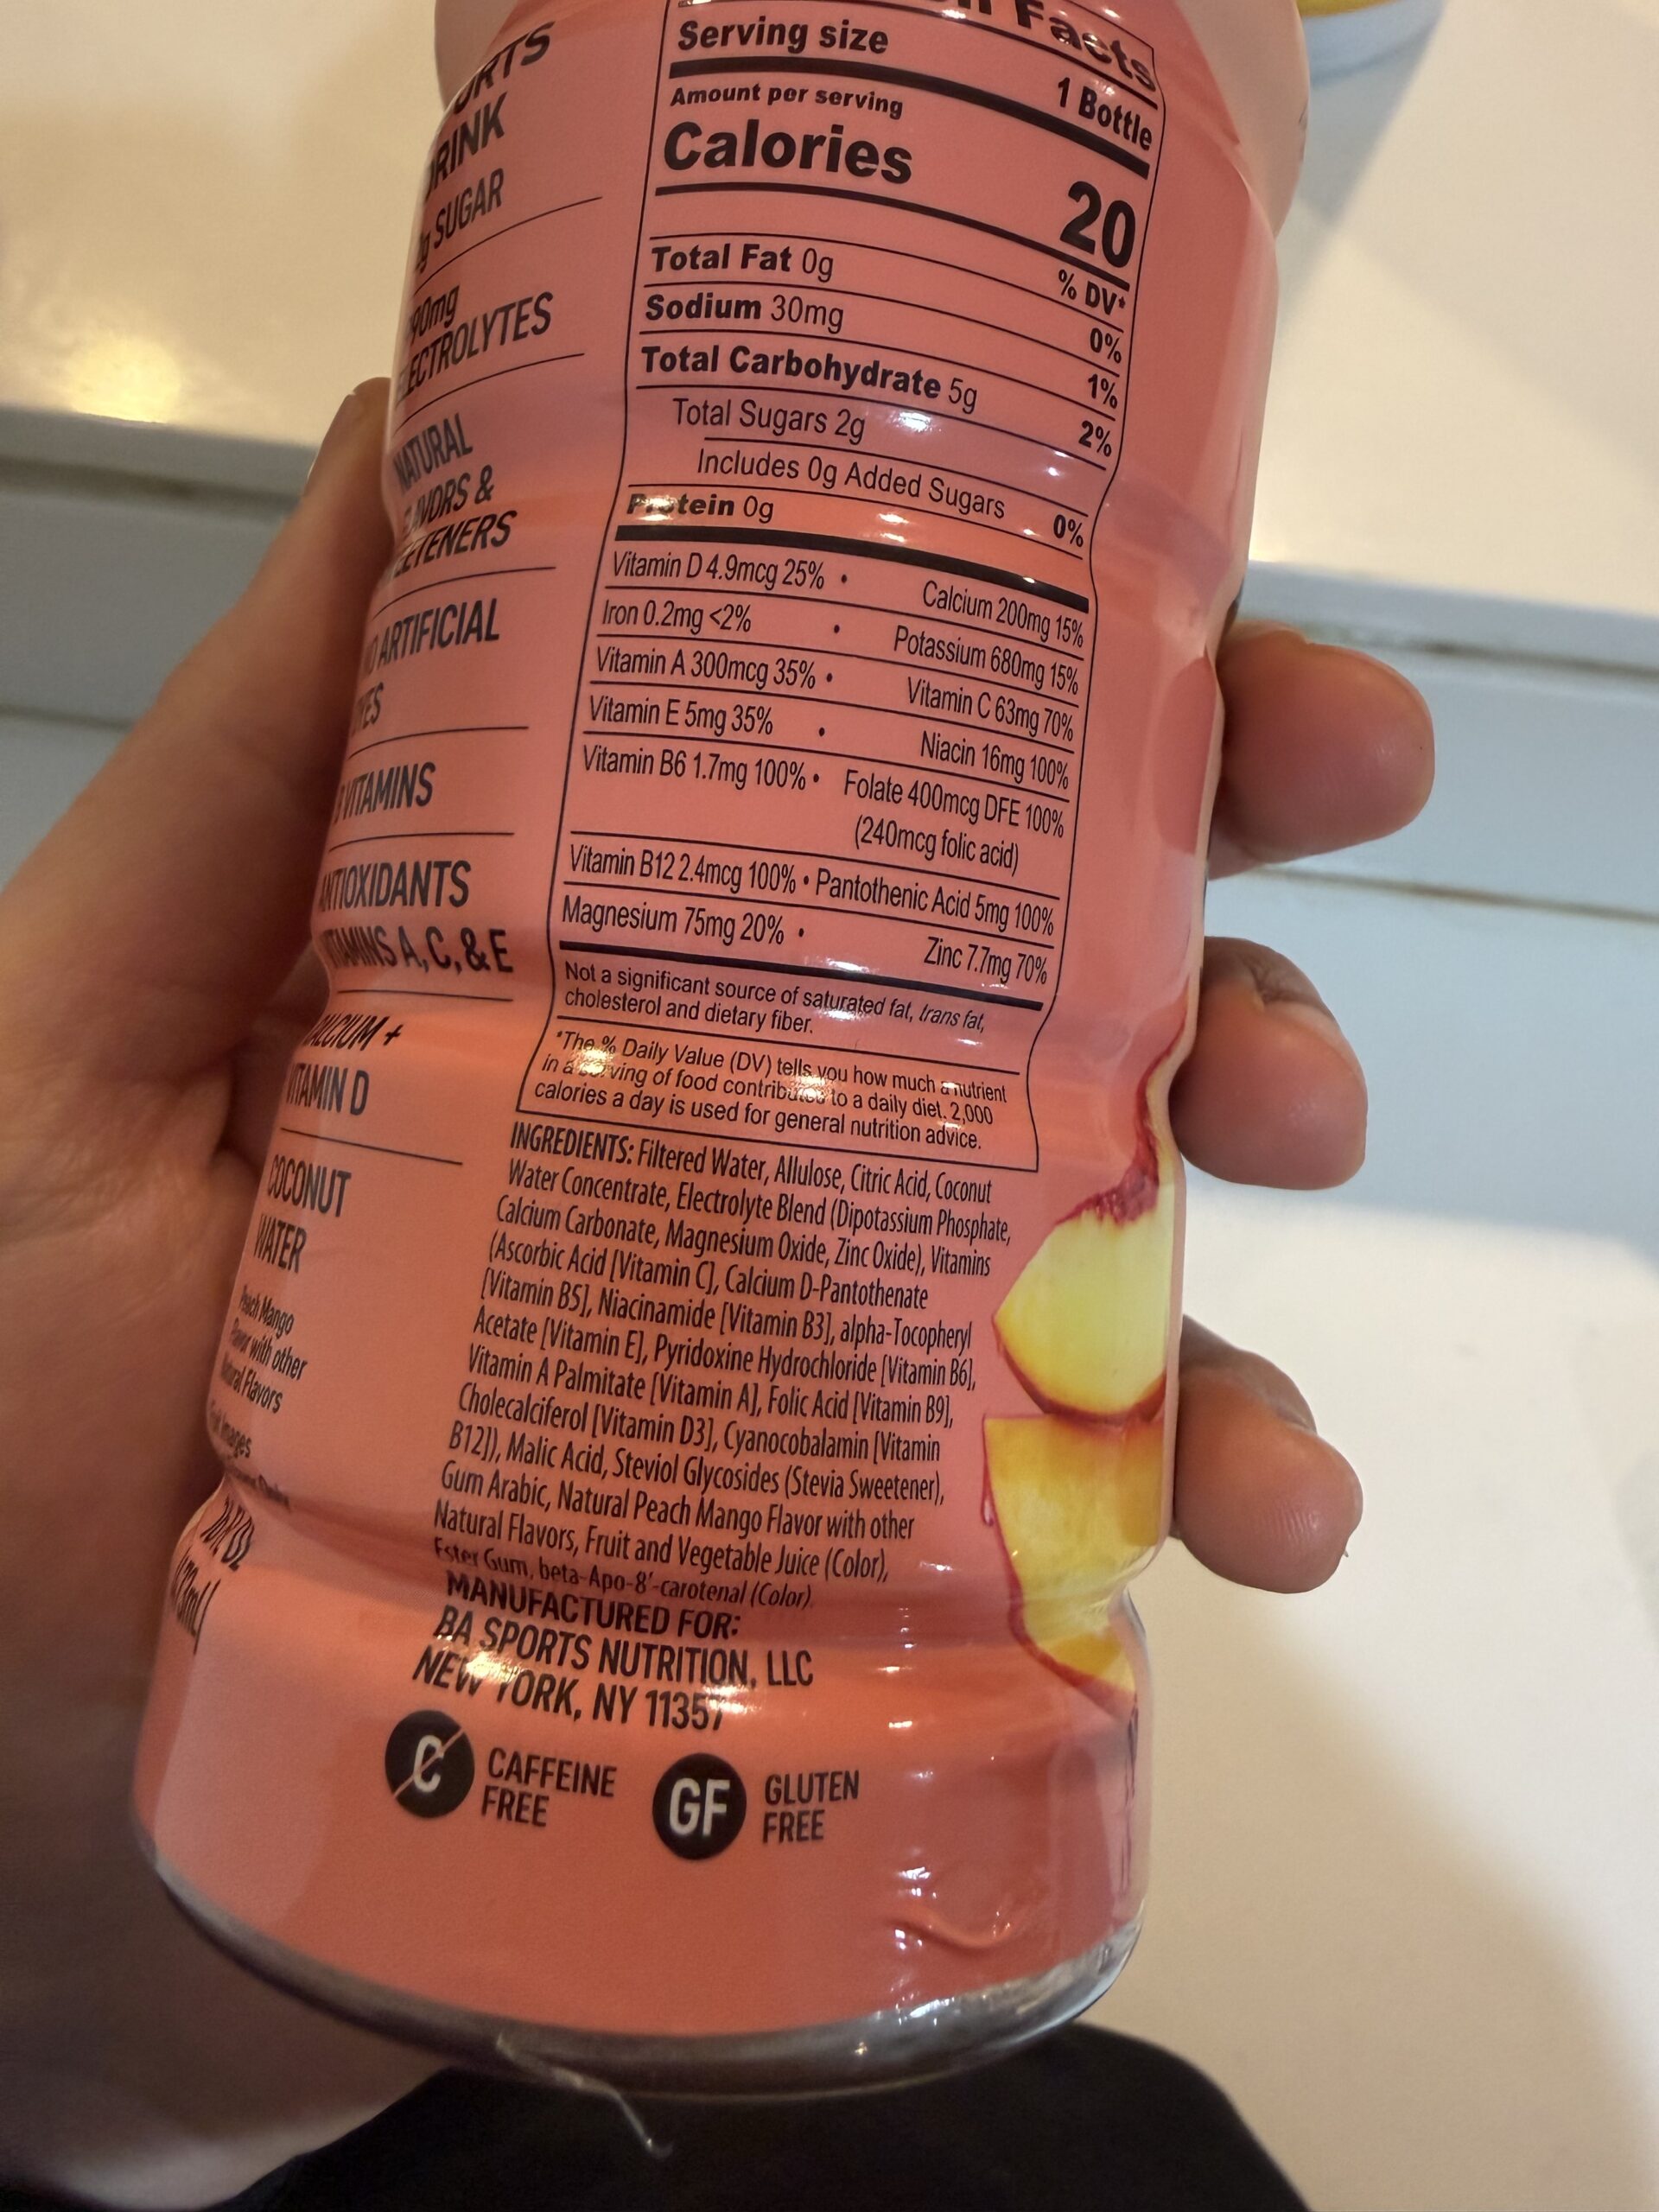 SUGAR
NATURAL
&
VITAMINS
A, C, & E
+
COCONUT
WATER
Peach Mango
with other
Flavors
Facts
Serving size
1 Bottle
Amount per serving
Calories
20
% DV*
Total Fat 0g
0%
Sodium 30mg
1%
Total Carbohydrate 5g
2%
Total Sugars 2g
Includes 0g Added Sugars
0%
Protein 0g
Vitamin D 4.9mcg 25% • Calcium 200mg 15%
Iron 0.2mg <2% • Potassium 680mg 15%
Vitamin A 300mcg 35% • Vitamin C 63mg 70%
Vitamin E 5mg 35% • Niacin 16mg 100%
Vitamin B6 1.7mg 100% • Folate 400mcg DFE 100%
(240mcg folic acid)
Vitamin B12 2.4mcg 100% • Pantothenic Acid 5mg 100%
Magnesium 75mg 20% • Zinc 7.7mg 70%
Not a significant source of saturated fat, trans fat,
cholesterol and dietary fiber.
*The % Daily Value (DV) tells you how much a nutrient
in a serving of food contributes to a daily diet. 2,000
calories a day is used for general nutrition advice.
INGREDIENTS: Filtered Water, Allulose, Citric Acid, Coconut
Water Concentrate, Electrolyte Blend (Dipotassium Phosphate,
Calcium Carbonate, Magnesium Oxide, Zinc Oxide), Vitamins
(Ascorbic Acid [Vitamin C], Calcium D-Pantothenate
[Vitamin B5], Niacinamide [Vitamin B3], alpha-Tocopheryl
Acetate [Vitamin E], Pyridoxine Hydrochloride [Vitamin B6],
Vitamin A Palmitate [Vitamin A], Folic Acid [Vitamin B9],
Cholecalciferol [Vitamin D3], Cyanocobalamin [Vitamin
B12]), Malic Acid, Steviol Glycosides (Stevia Sweetener),
Gum Arabic, Natural Peach Mango Flavor with other
Natural Flavors, Fruit and Vegetable Juice (Color),
Ester Gum, beta-Apo-8'-carotenal (Color).
MANUFACTURED FOR:
BA SPORTS NUTRITION, LLC
NEW YORK, NY 11357
C
CAFFEINE
FREE
GF
GLUTEN
FREE